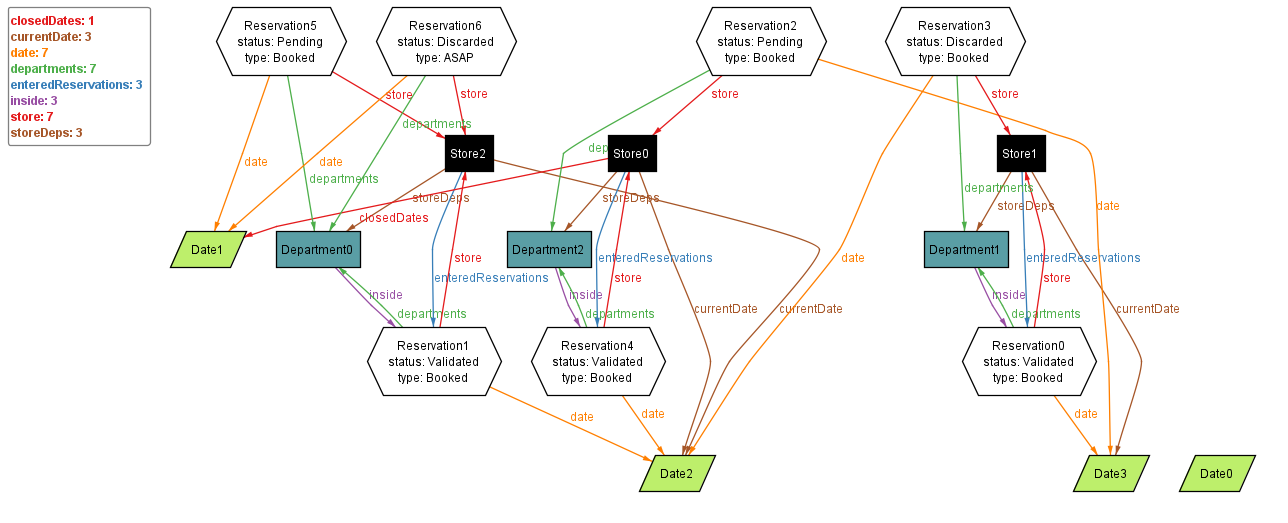 closedDates: 1
currentDate: 3
date: 7
departments: 7
enteredReservations: 3
inside: 3
store: 7
storeDeps: 3
Reservation5
status: Pending
type: Booked
Reservation6
status: Discarded
type: ASAP
Reservation2
status: Pending
type: Booked
Reservation3
status: Discarded
type: Booked
store
store
store
store
departments
Store2
Store0
Store1
date
date
departments
depa
departments
storeDeps
storeDeps
storeDeps
closedDates
date
Date1
Department0
Department2
Department1
store
enteredReservations
enteredReservations
store
enteredReservations
store
date
inside
departments
inside
departments
inside
departments
currentDate
currentDate
currentDate
Reservation1
status: Validated
type: Booked
Reservation4
status: Validated
type: Booked
Reservation0
status: Validated
type: Booked
date
date
date
Date2
Date3
Date0